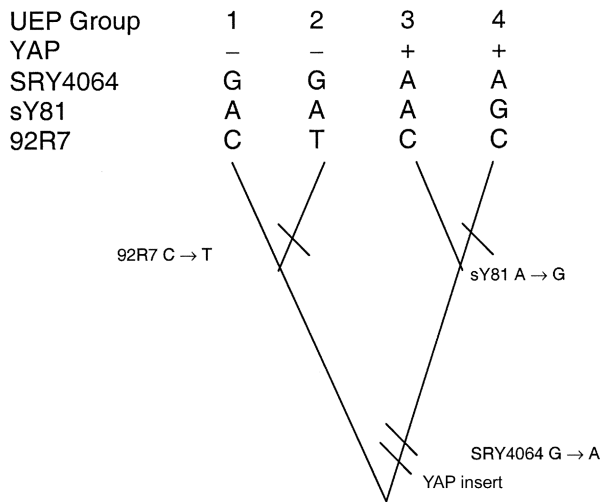 UEP Group 1 2 3 4
YAP – – + +
SRY4064 G G A A
sY81 A A A G
92R7 C T C C
92R7 C → T
sY81 A → G
SRY4064 G → A
YAP insert